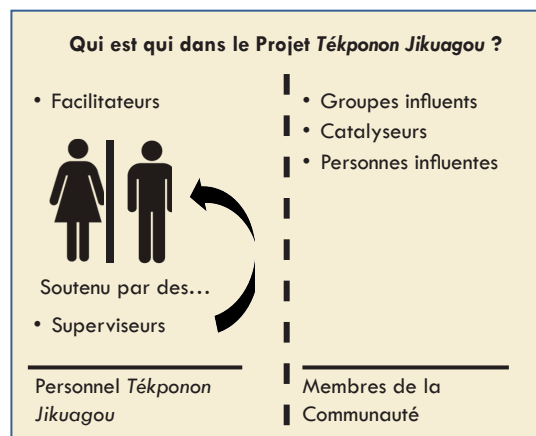 Qui est qui dans le Projet Tékponon Jikuagou ?
• Facilitateurs
Soutenu par des…
• Superviseurs
Personnel Tékponon
Jikuagou
• Groupes influents
• Catalyseurs
• Personnes influentes
Membres de la
Communauté